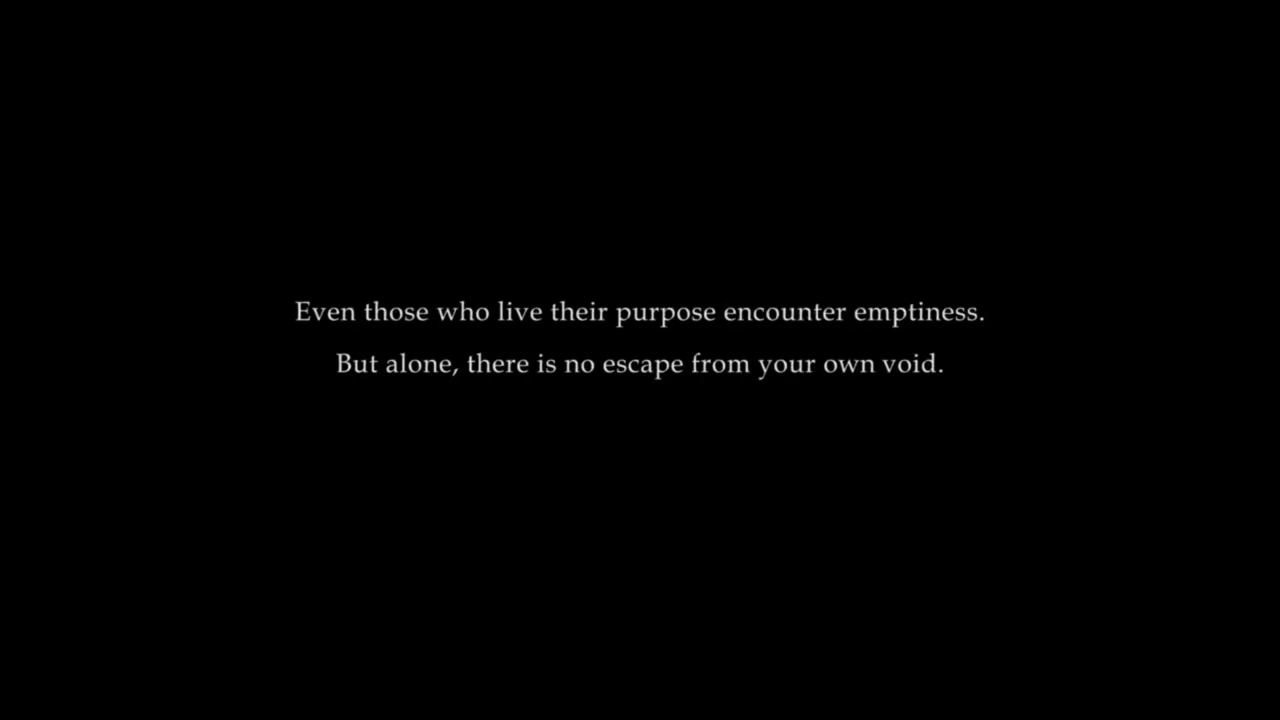 Even those who live their purpose encounter emptiness.
But alone, there is no escape from your own void.